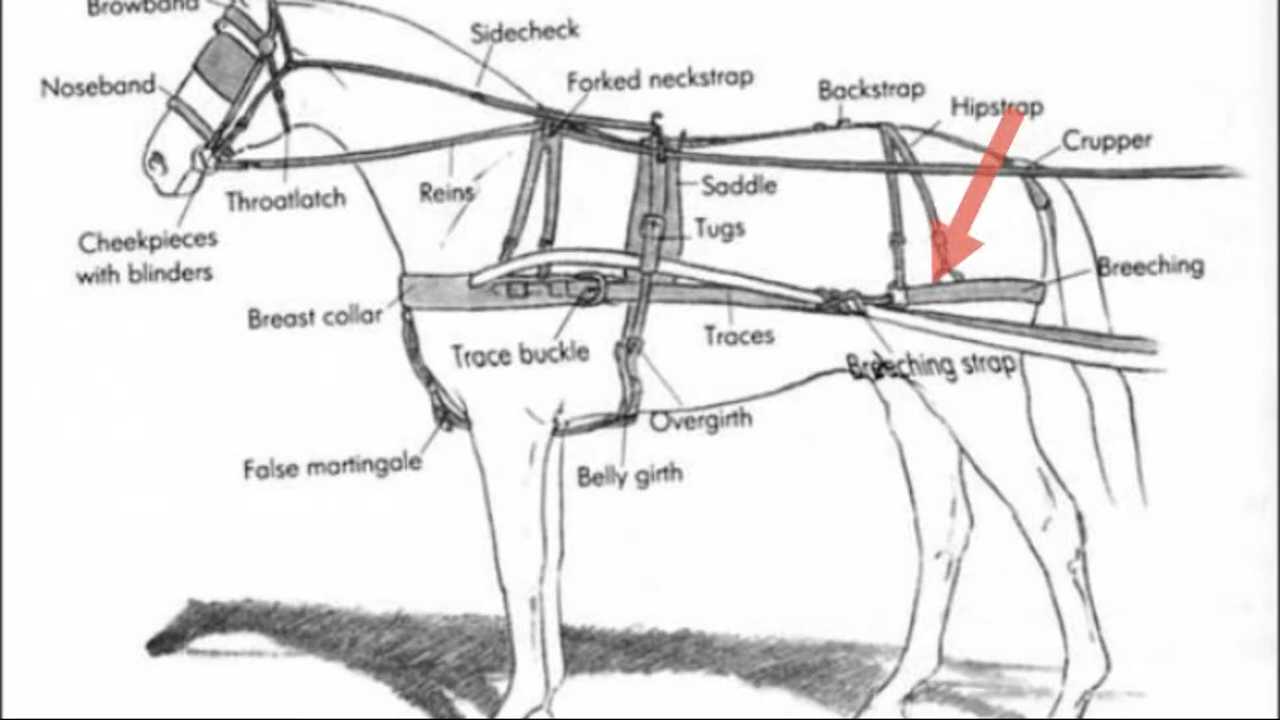 Browband
Sidecheck
Noseband
Forked neckstrap
Backstrap
Hipstrap
Crupper
Throatlatch
Reins
Saddle
Tugs
Cheekpieces
with blinders
Breeching
Breast collar
Trace buckle
Traces
Breeching strap
Overgirth
False martingale
Belly girth